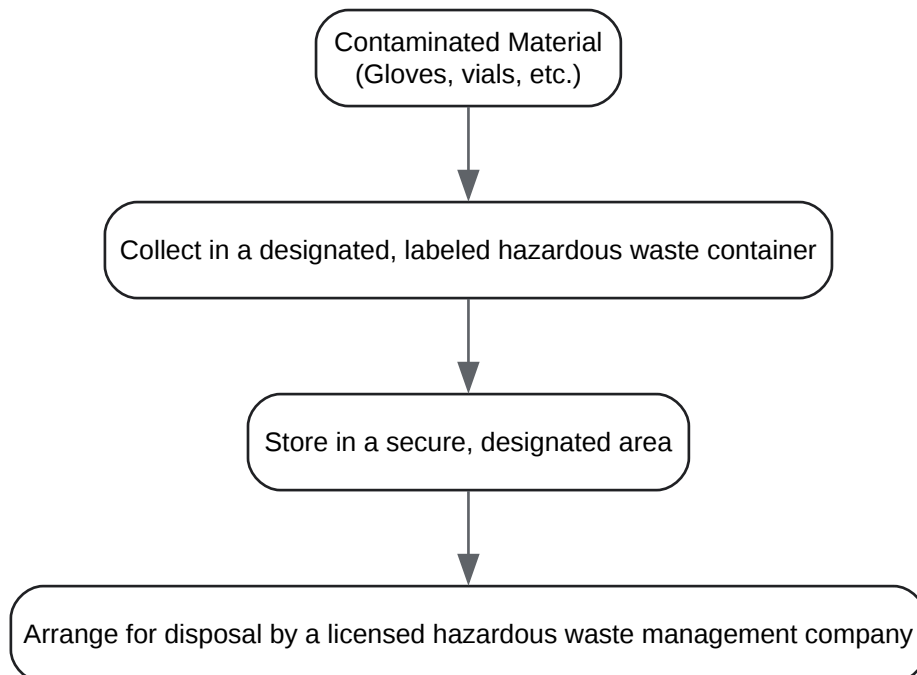 Contaminated Material
(Gloves, vials, etc.)
Collect in a designated, labeled hazardous waste container
Store in a secure, designated area
Arrange for disposal by a licensed hazardous waste management company